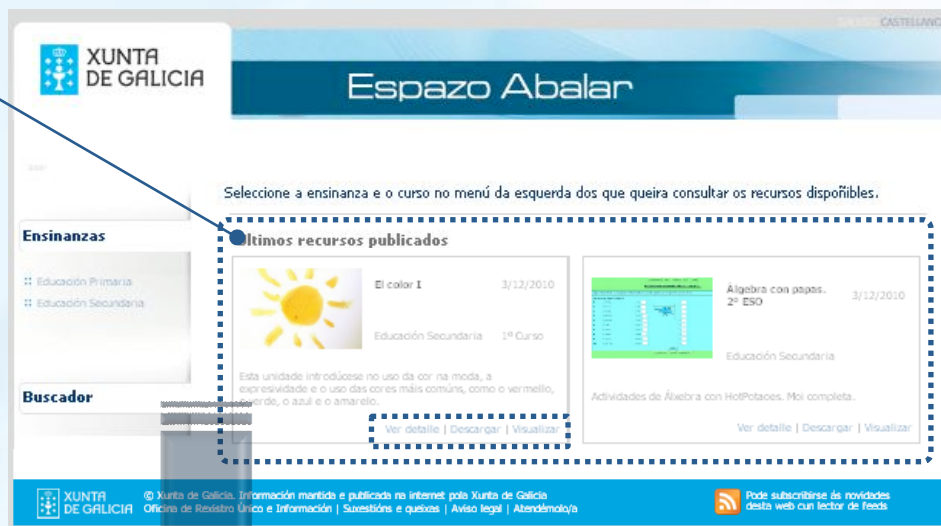 CASTELLANO
XUNTA
DE GALICIA
Espazo Abalar
Seleccione a ensinanza e o curso no menú da esquerda dos que queira consultar os recursos dispoñibles.
Ensinanzas
Educación Primaria
Educación Secundaria
Buscador
últimos recursos publicados
El color I
3/12/2010
Educación Secundaria 1º Curso
Esta unidade introdúcese no uso da cor na moda, a
expresividade e o uso das cores máis comúns, como o vermello,
o verde, o azul e o amarelo.
Ver detalle | Descargar | Visualizar
Álgebra con papas.
2º ESO
3/12/2010
Educación Secundaria
Actividades de Álxebra con HotPotaces. Moi completa.
Ver detalle | Descargar | Visualizar
XUNTA
DE GALICIA
© Xunta de Galicia. Información mantida e publicada na internet pola Xunta de Galicia
Oficina de Rexistro Único e Información | Suxestións e queixas | Aviso legal | Atendémolo/a
Pode subscribirse ás novidades
desta web cun lector de feeds